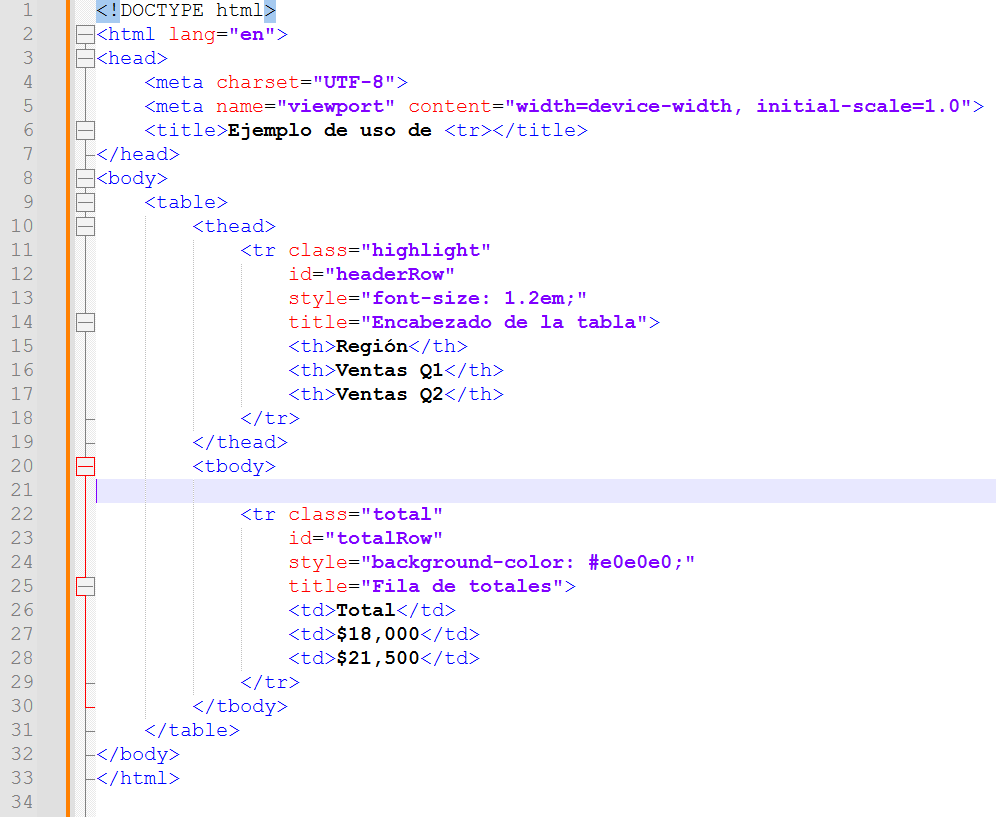 1 <!DOCTYPE html>
2 <html lang="en">
3 <head>
4     <meta charset="UTF-8">
5     <meta name="viewport" content="width=device-width, initial-scale=1.0">
6     <title>Ejemplo de uso de <tr></title>
7 </head>
8 <body>
9     <table>
10         <thead>
11             <tr class="highlight"
12                 id="headerRow"
13                 style="font-size: 1.2em;"
14                 title="Encabezado de la tabla">
15                 <th>Región</th>
16                 <th>Ventas Q1</th>
17                 <th>Ventas Q2</th>
18             </tr>
19         </thead>
20         <tbody>
21
22             <tr class="total"
23                 id="totalRow"
24                 style="background-color: #e0e0e0;"
25                 title="Fila de totales">
26                 <td>Total</td>
27                 <td>$18,000</td>
28                 <td>$21,500</td>
29             </tr>
30         </tbody>
31     </table>
32 </body>
33 </html>
34